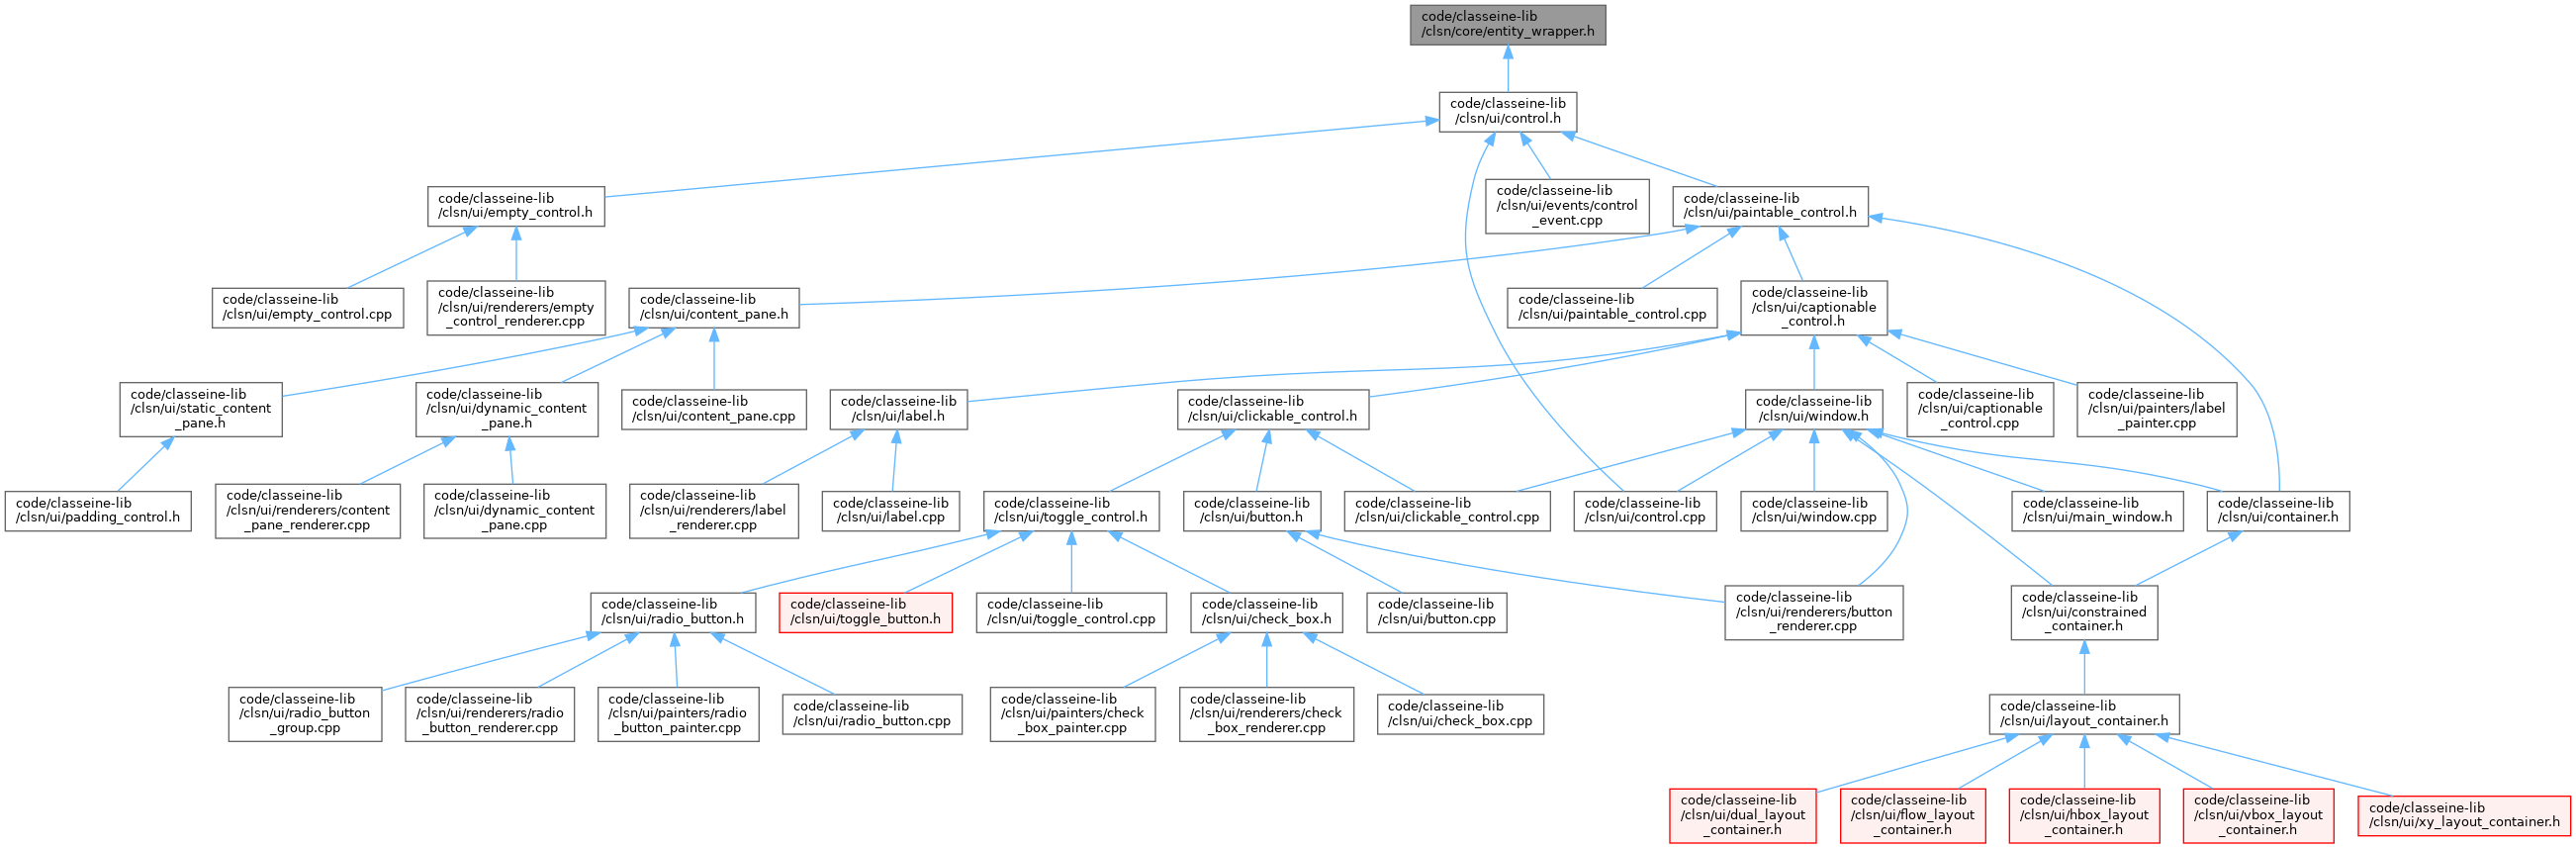 code/classeine-lib
/clsn/core/entity_wrapper.h
code/classeine-lib
/clsn/ui/control.h
code/classeine-lib
/clsn/ui/empty_control.h
code/classeine-lib
/clsn/ui/events/control
_event.cpp
code/classeine-lib
/clsn/ui/paintable_control.h
code/classeine-lib
/clsn/ui/empty_control.cpp
code/classeine-lib
/clsn/ui/renderers/empty
_control_renderer.cpp
code/classeine-lib
/clsn/ui/content_pane.h
code/classeine-lib
/clsn/ui/paintable_control.cpp
code/classeine-lib
/clsn/ui/captionable
_control.h
code/classeine-lib
/clsn/ui/static_content
_pane.h
code/classeine-lib
/clsn/ui/dynamic_content
_pane.h
code/classeine-lib
/clsn/ui/content_pane.cpp
code/classeine-lib
/clsn/ui/label.h
code/classeine-lib
/clsn/ui/clickable_control.h
code/classeine-lib
/clsn/ui/window.h
code/classeine-lib
/clsn/ui/captionable
_control.cpp
code/classeine-lib
/clsn/ui/painters/label
_painter.cpp
code/classeine-lib
/clsn/ui/padding_control.h
code/classeine-lib
/clsn/ui/renderers/content
_pane_renderer.cpp
code/classeine-lib
/clsn/ui/dynamic_content
_pane.cpp
code/classeine-lib
/clsn/ui/renderers/label
_renderer.cpp
code/classeine-lib
/clsn/ui/label.cpp
code/classeine-lib
/clsn/ui/toggle_control.h
code/classeine-lib
/clsn/ui/button.h
code/classeine-lib
/clsn/ui/clickable_control.cpp
code/classeine-lib
/clsn/ui/control.cpp
code/classeine-lib
/clsn/ui/window.cpp
code/classeine-lib
/clsn/ui/main_window.h
code/classeine-lib
/clsn/ui/container.h
code/classeine-lib
/clsn/ui/radio_button.h
code/classeine-lib
/clsn/ui/toggle_button.h
code/classeine-lib
/clsn/ui/toggle_control.cpp
code/classeine-lib
/clsn/ui/check_box.h
code/classeine-lib
/clsn/ui/button.cpp
code/classeine-lib
/clsn/ui/renderers/button
_renderer.cpp
code/classeine-lib
/clsn/ui/constrained
_container.h
code/classeine-lib
/clsn/ui/radio_button
_group.cpp
code/classeine-lib
/clsn/ui/renderers/radio
_button_renderer.cpp
code/classeine-lib
/clsn/ui/painters/radio
_button_painter.cpp
code/classeine-lib
/clsn/ui/radio_button.cpp
code/classeine-lib
/clsn/ui/painters/check
_box_painter.cpp
code/classeine-lib
/clsn/ui/renderers/check
_box_renderer.cpp
code/classeine-lib
/clsn/ui/check_box.cpp
code/classeine-lib
/clsn/ui/layout_container.h
code/classeine-lib
/clsn/ui/dual_layout
_container.h
code/classeine-lib
/clsn/ui/flow_layout
_container.h
code/classeine-lib
/clsn/ui/hbox_layout
_container.h
code/classeine-lib
/clsn/ui/vbox_layout
_container.h
code/classeine-lib
/clsn/ui/xy_layout_container.h